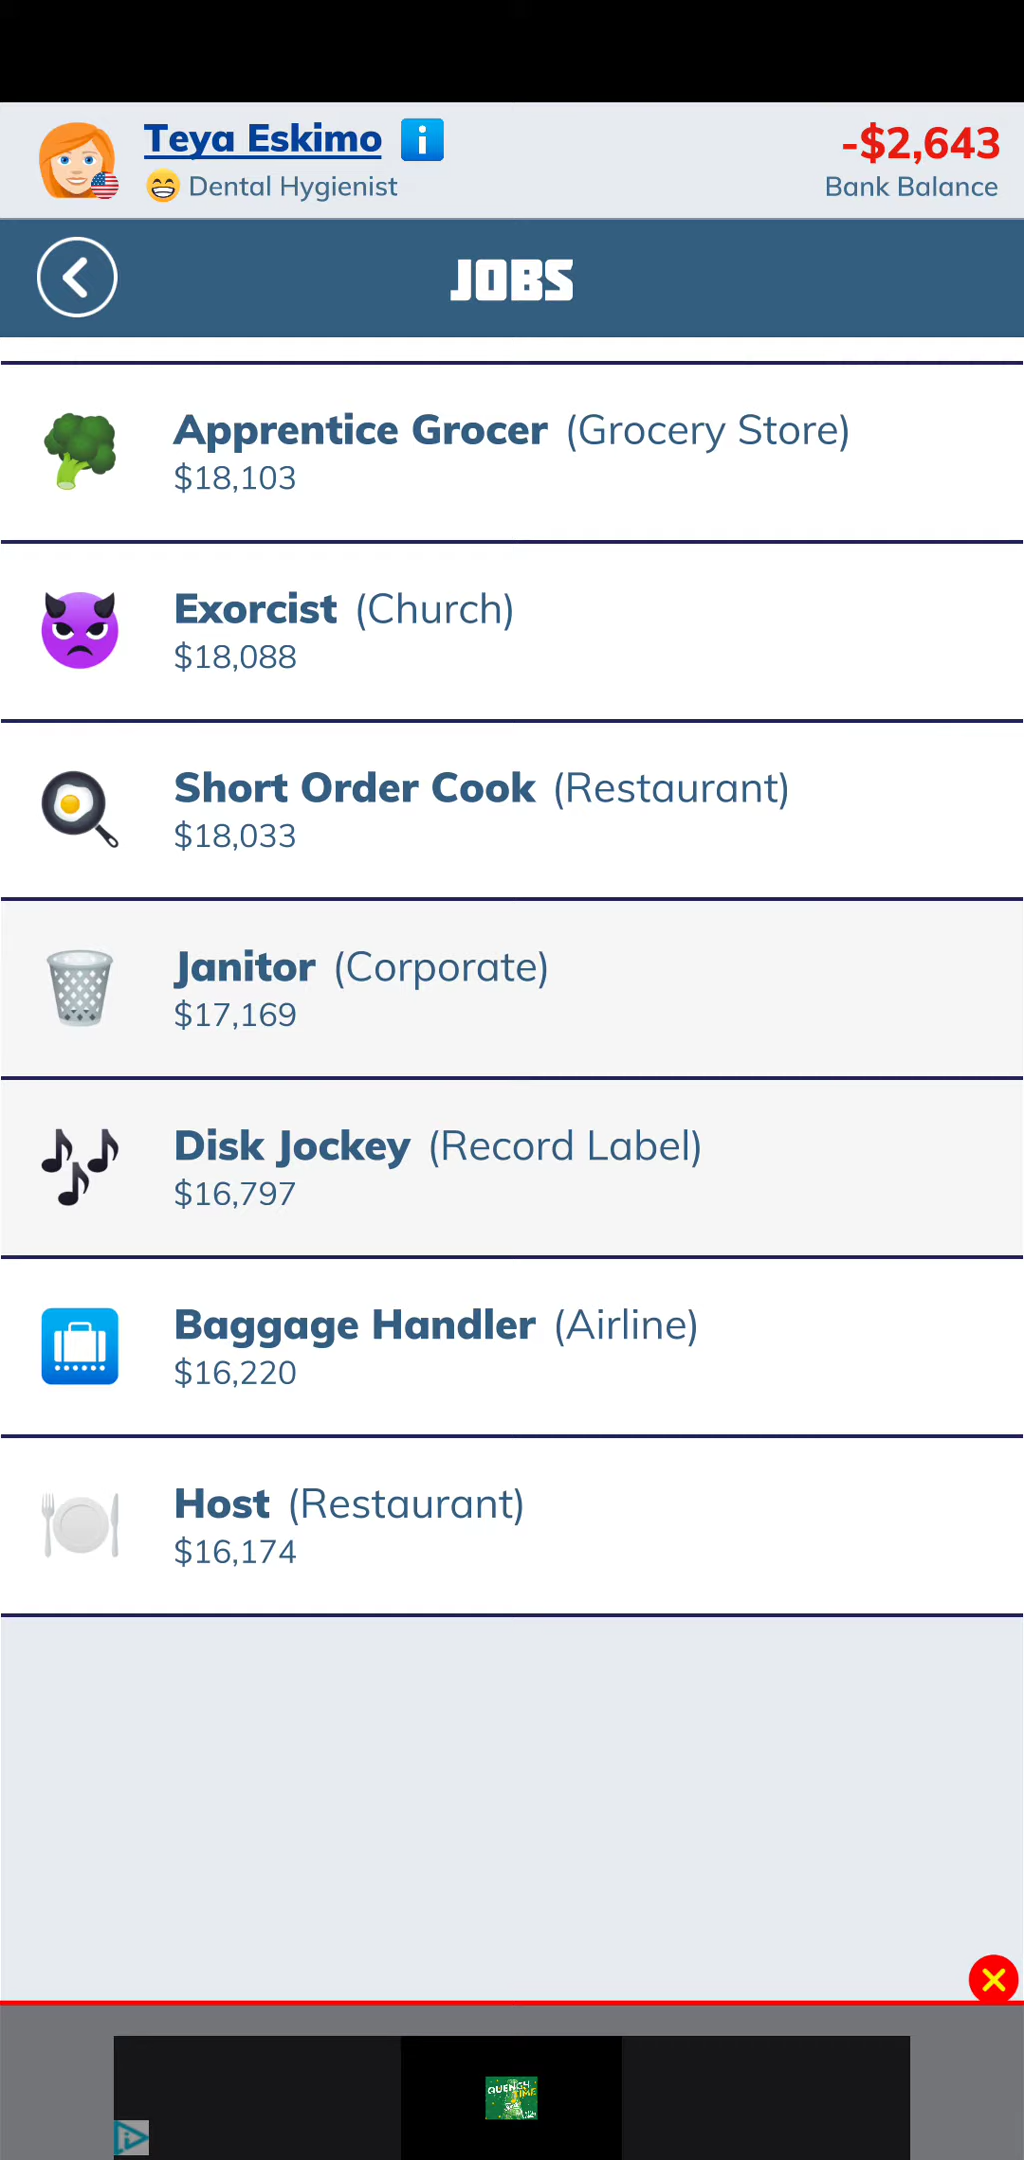 Teya Eskimo
-$2,643
Dental Hygienist
Bank Balance
JOBS
Apprentice Grocer (Grocery Store)
$18,103
Exorcist (Church)
$18,088
Short Order Cook (Restaurant)
$18,033
Janitor (Corporate)
$17,169
Disk Jockey (Record Label)
$16,797
Baggage Handler (Airline)
$16,220
Host (Restaurant)
$16,174
QUENCH
TIME